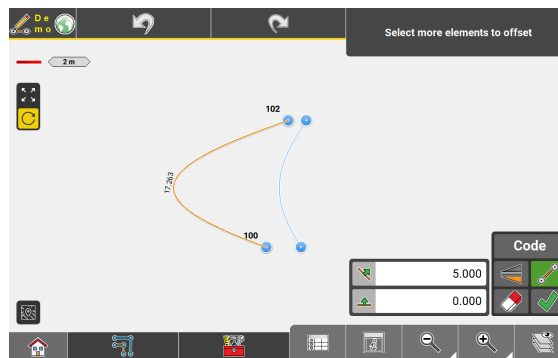 De
mo
Select more elements to offset
2 m
102
17,263
100
Code
5.000
0.000